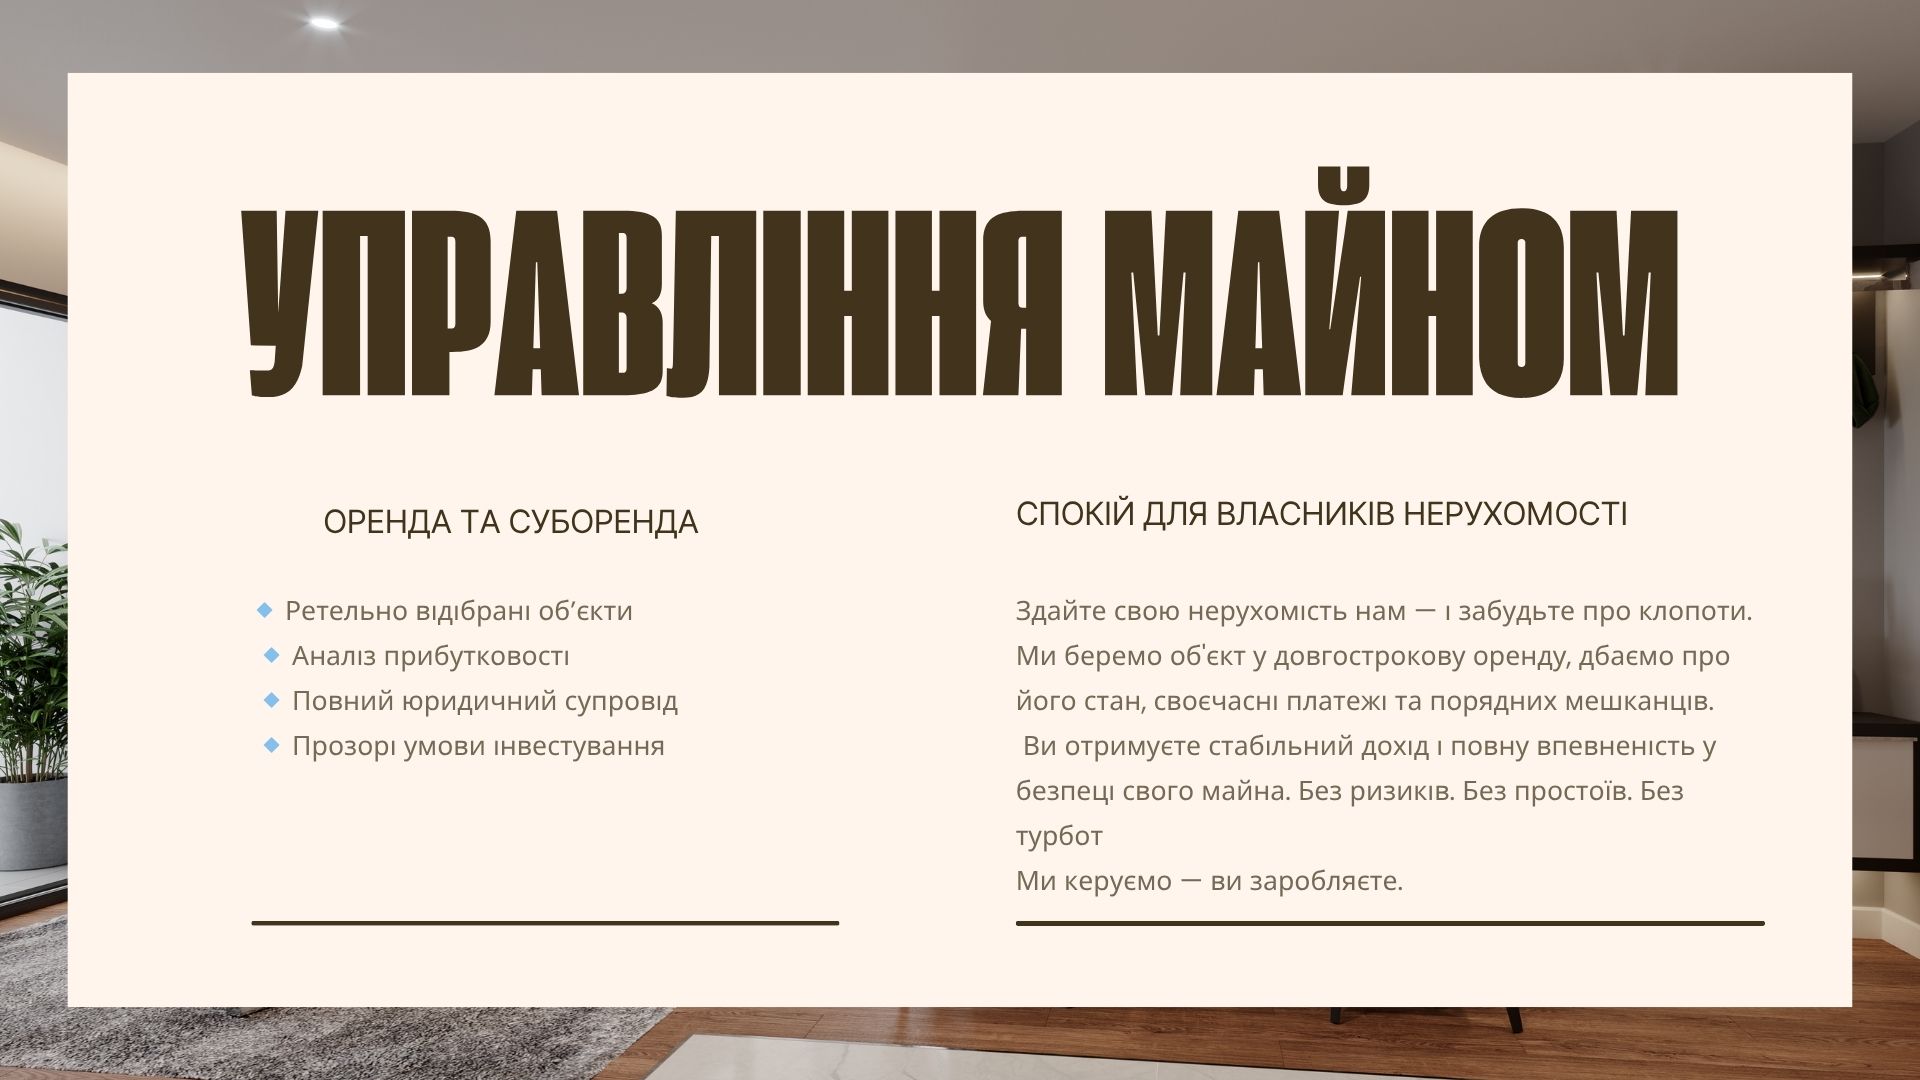 УПРАВЛІННЯ МАЙНОМ
ОРЕНДА ТА СУБОРЕНДА
🔹 Ретельно відібрані об’єкти
🔹 Аналіз прибутковості
🔹 Повний юридичний супровід
🔹 Прозорі умови інвестування
СПОКІЙ ДЛЯ ВЛАСНИКІВ НЕРУХОМОСТІ
Здайте свою нерухомість нам — і забудьте про клопоти.
Ми беремо об'єкт у довгострокову оренду, дбаємо про
його стан, своєчасні платежі та порядних мешканців.
Ви отримуєте стабільний дохід і повну впевненість у
безпеці свого майна. Без ризиків. Без простоїв. Без
турбот
Ми керуємо — ви заробляєте.